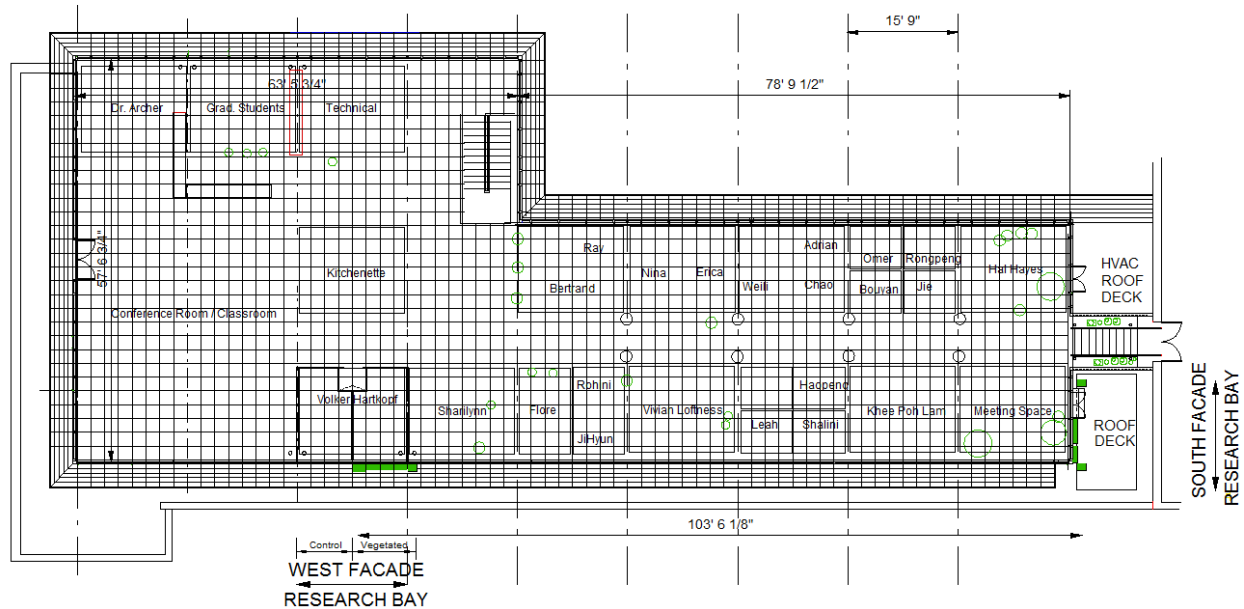 15' 9"
63' 5 3/4"
78' 9 1/2"
Dr. Archer
Grad. Students
Technical
57' 6 3/4"
Ray
Adrian
Nina
Erica
Omer
Rongpeng
Hal Hayes
Kitchenette
Bertrand
Weili
Chao
Bouyan
Jie
HVAC
ROOF
DECK
Conference Room / Classroom
Volker Hartkopf
Sharilynn
Flore
Rohini
JiHyun
Vivian Loftness
Haopeng
Leah
Shalini
Khee Poh Lam
Meeting Space
ROOF
DECK
SOUTH FACADE
RESEARCH BAY
103' 6 1/8"
Control
Vegetated
WEST FACADE
RESEARCH BAY